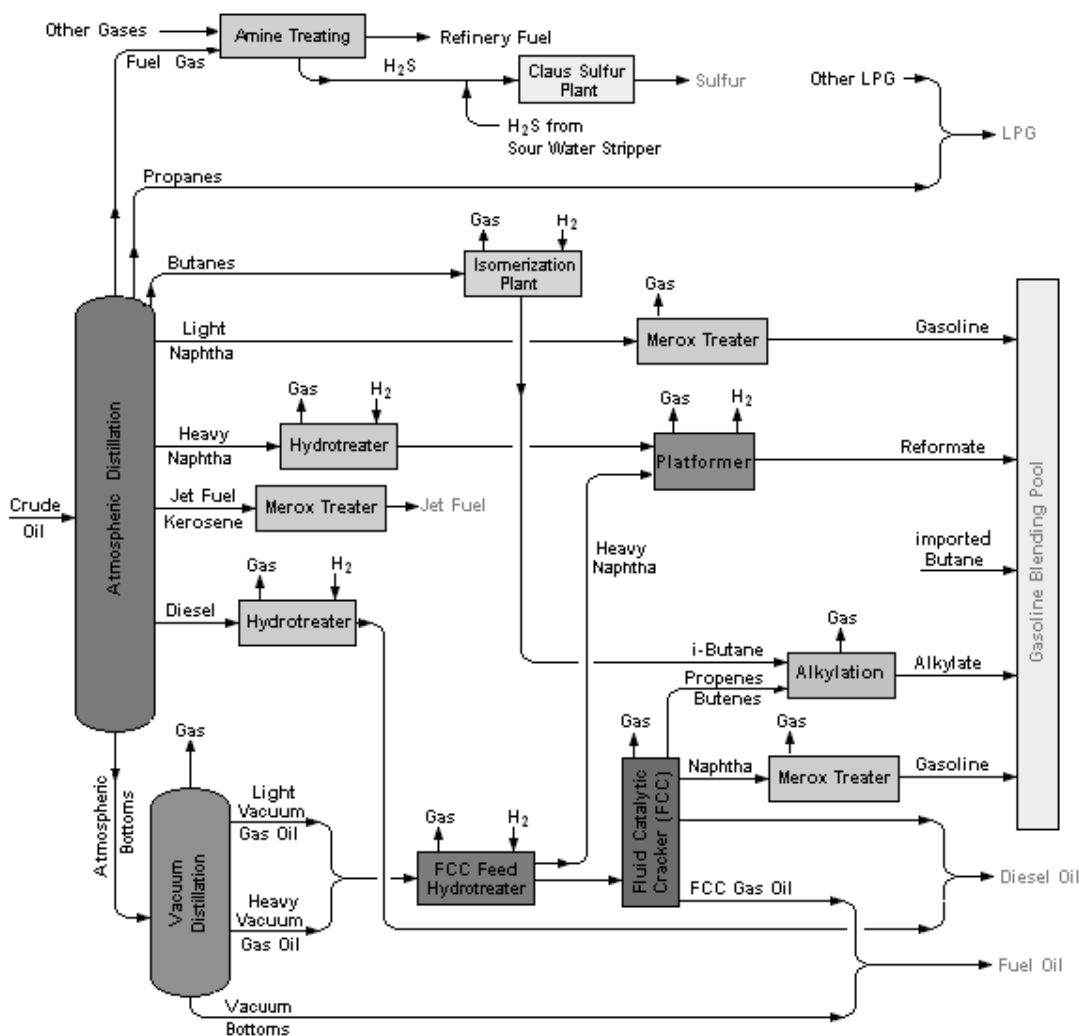 Other Gases
Amine Treating
Refinery Fuel
Fuel Gas
H2S
Claus Sulfur
Plant
Sulfur
Other LPG
H2S from
Sour Water Stripper
LPG
Propanes
Gas
H2
Butanes
Isomerization
Plant
Gas
Light
Naphtha
Merox Treater
Gasoline
Gas
H2
Gas
H2
Heavy
Naphtha
Hydrotreater
Platformer
Reformate
Crude
Oil
Atmospheric Distillation
Jet Fuel
Kerosene
Merox Treater
Jet Fuel
Heavy
Naphtha
imported
Butane
Gasoline Blending Pool
Gas
H2
Diesel
Hydrotreater
Gas
i-Butane
Alkylation
Alkylate
Propenes
Butenes
Gas
Gas
Gas
Naphtha
Merox Treater
Gasoline
Atmospheric
Bottoms
Light
Vacuum
Gas Oil
Gas
H2
Fluid Catalytic
Cracker (FCC)
FCC Feed
Hydrotreater
Diesel Oil
FCC Gas Oil
Vacuum
Distillation
Heavy
Vacuum
Gas Oil
Fuel Oil
Vacuum
Bottoms